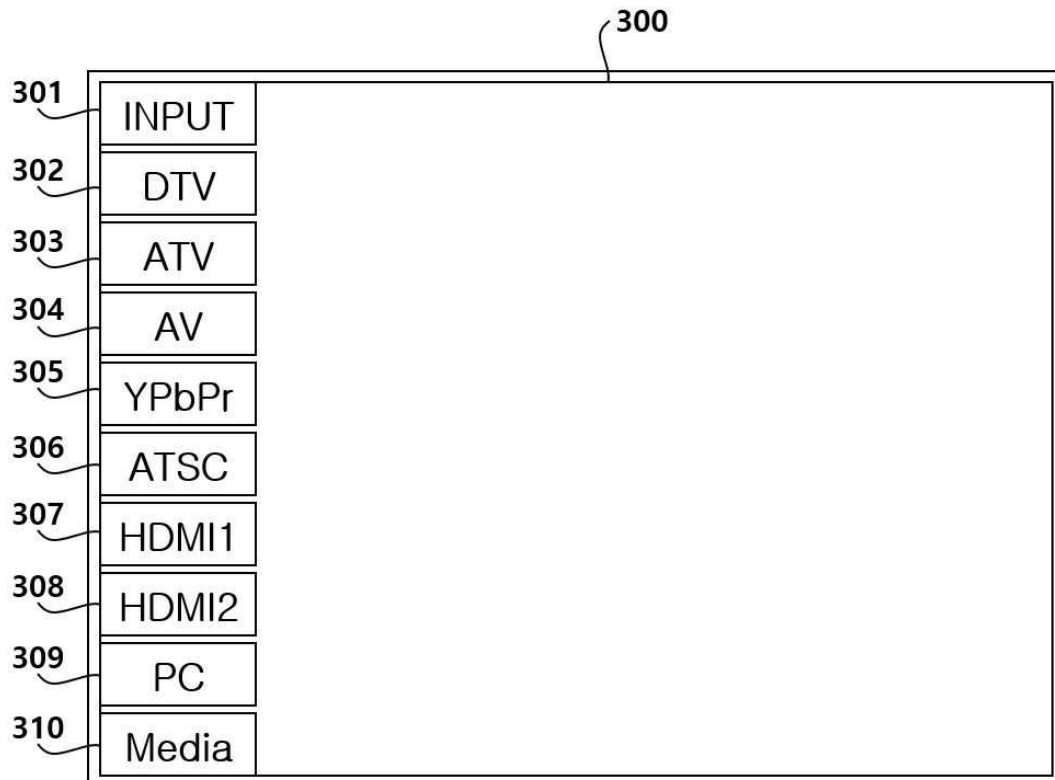 300
301 INPUT
302 DTV
303 ATV
304 AV
305 YPbPr
306 ATSC
307 HDMI1
308 HDMI2
309 PC
310 Media